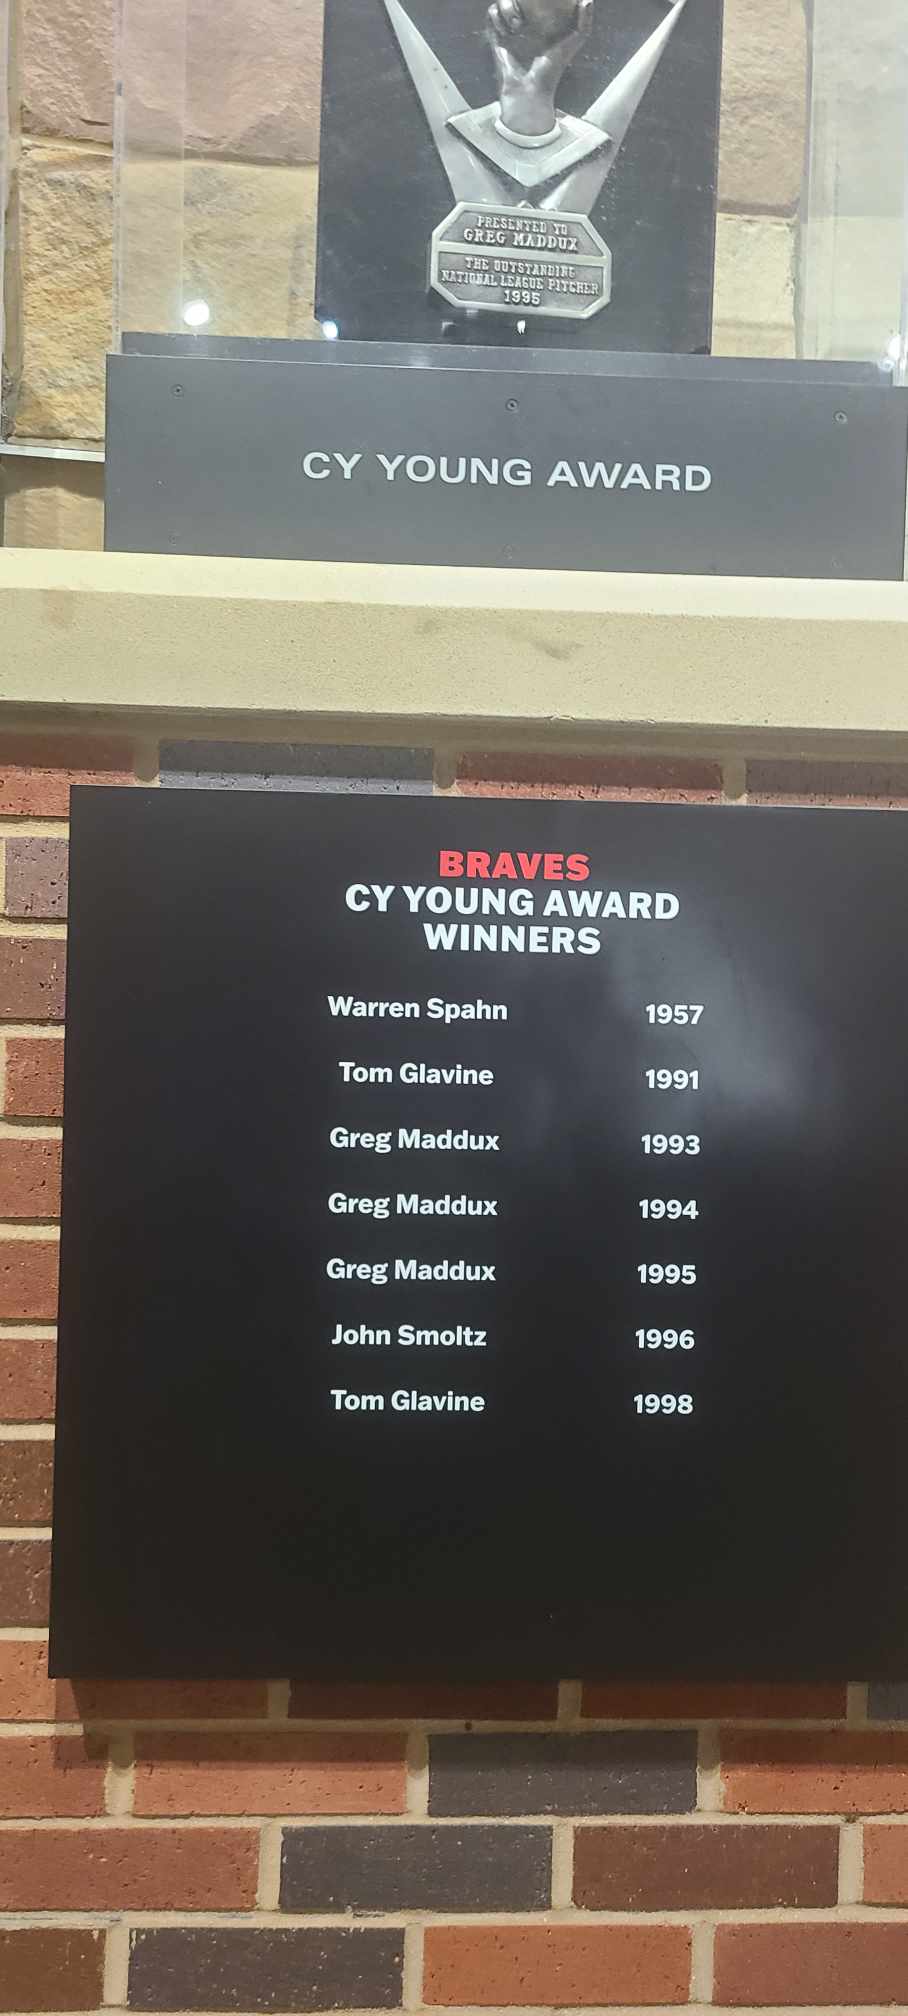 PRESENTED TO
GREG MADDUX
THE OUTSTANDING
NATIONAL LEAGUE PITCHER
1995
CY YOUNG AWARD
BRAVES
CY YOUNG AWARD
WINNERS
Warren Spahn 1957
Tom Glavine 1991
Greg Maddux 1993
Greg Maddux 1994
Greg Maddux 1995
John Smoltz 1996
Tom Glavine 1998